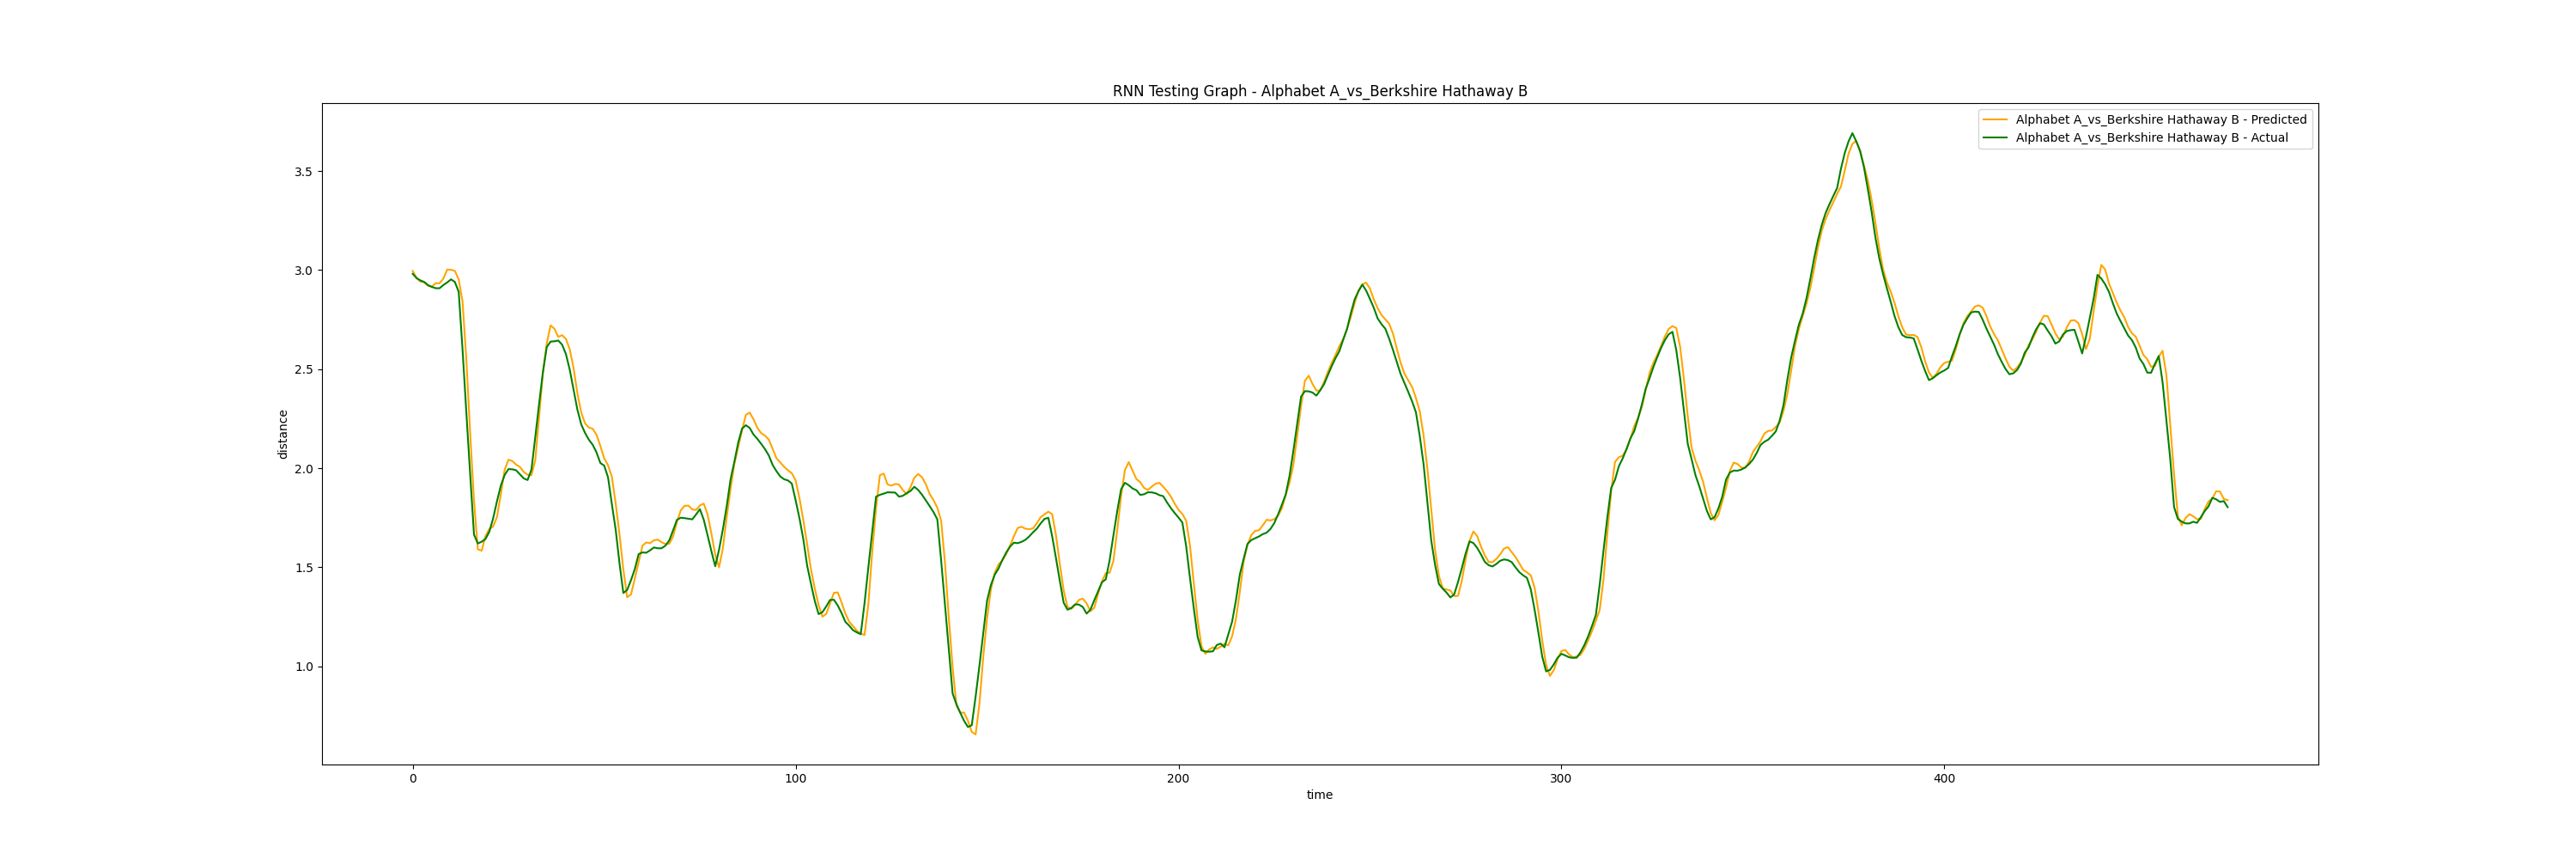 RNN Testing Graph - Alphabet A_vs_Berkshire Hathaway B
Alphabet A_vs_Berkshire Hathaway B - Predicted
Alphabet A_vs_Berkshire Hathaway B - Actual
3.5
3.0
2.5
2.0
1.5
1.0
distance
0 100 200 300 400
time